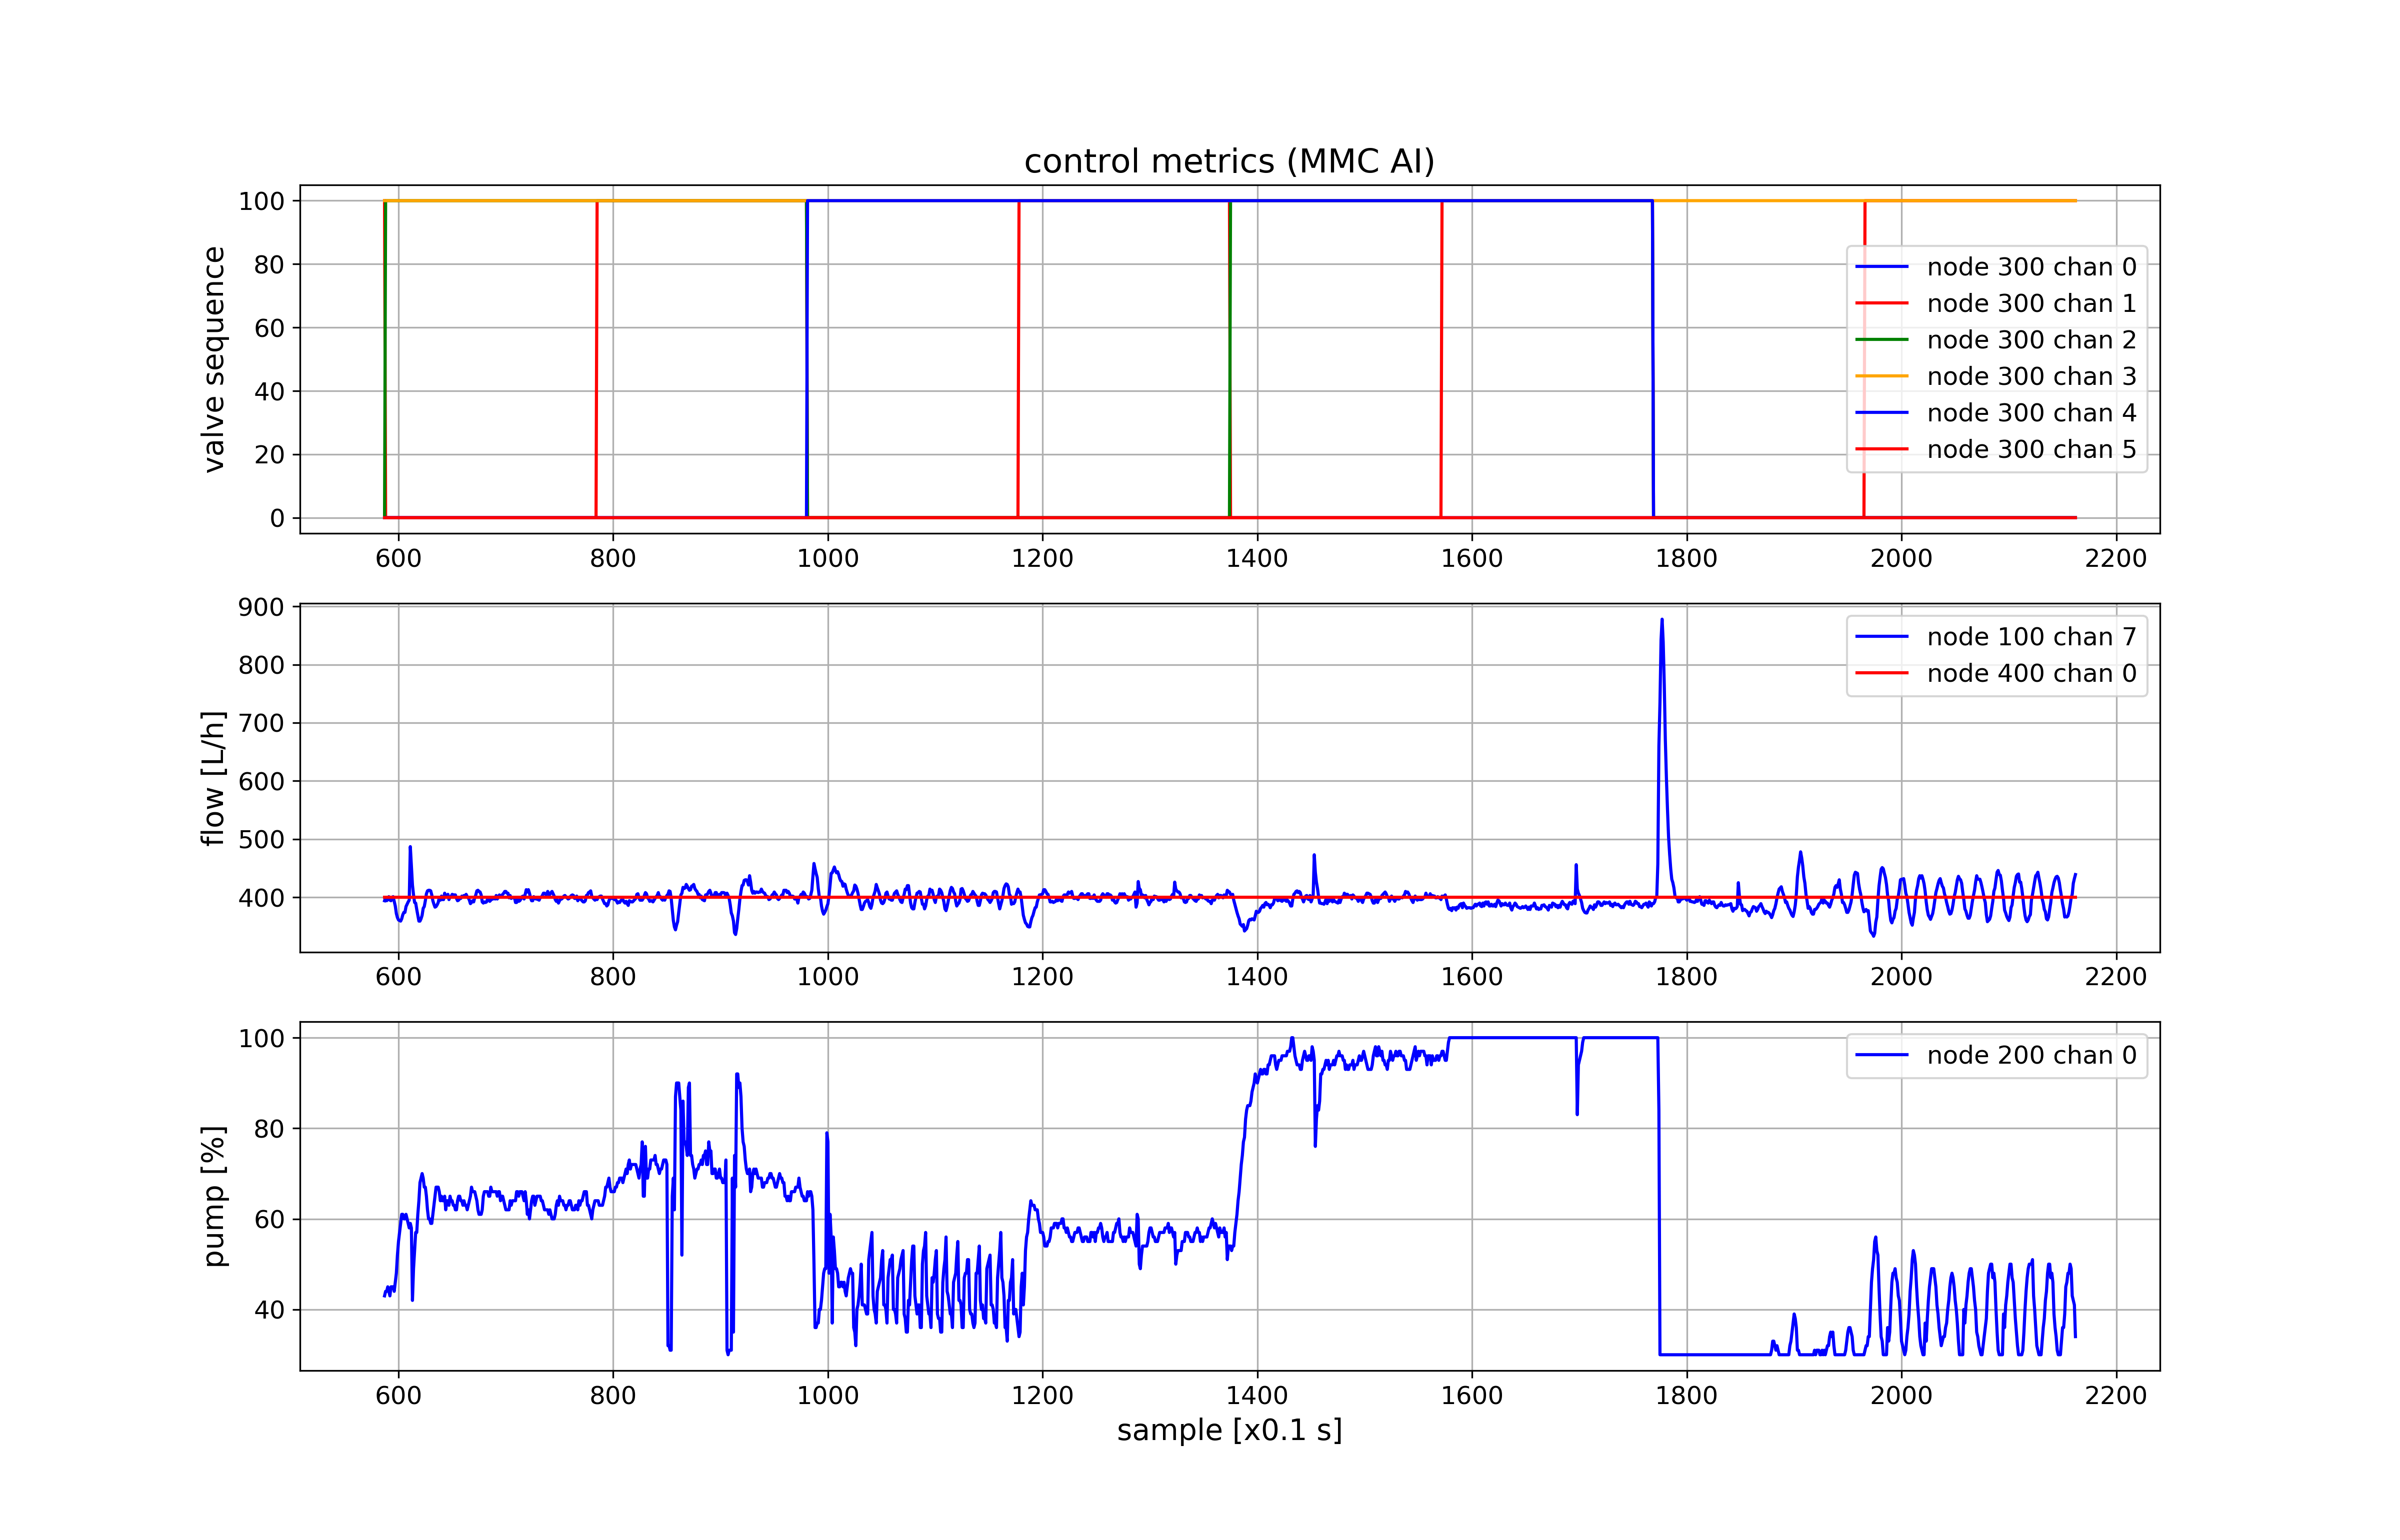 control metrics (MMC AI)
valve sequence
100
80
60
40
20
0
node 300 chan 0
node 300 chan 1
node 300 chan 2
node 300 chan 3
node 300 chan 4
node 300 chan 5
600 800 1000 1200 1400 1600 1800 2000 2200
flow [L/h]
900
800
700
600
500
400
node 100 chan 7
node 400 chan 0
600 800 1000 1200 1400 1600 1800 2000 2200
pump [%]
100
80
60
40
node 200 chan 0
600 800 1000 1200 1400 1600 1800 2000 2200
sample [x0.1 s]